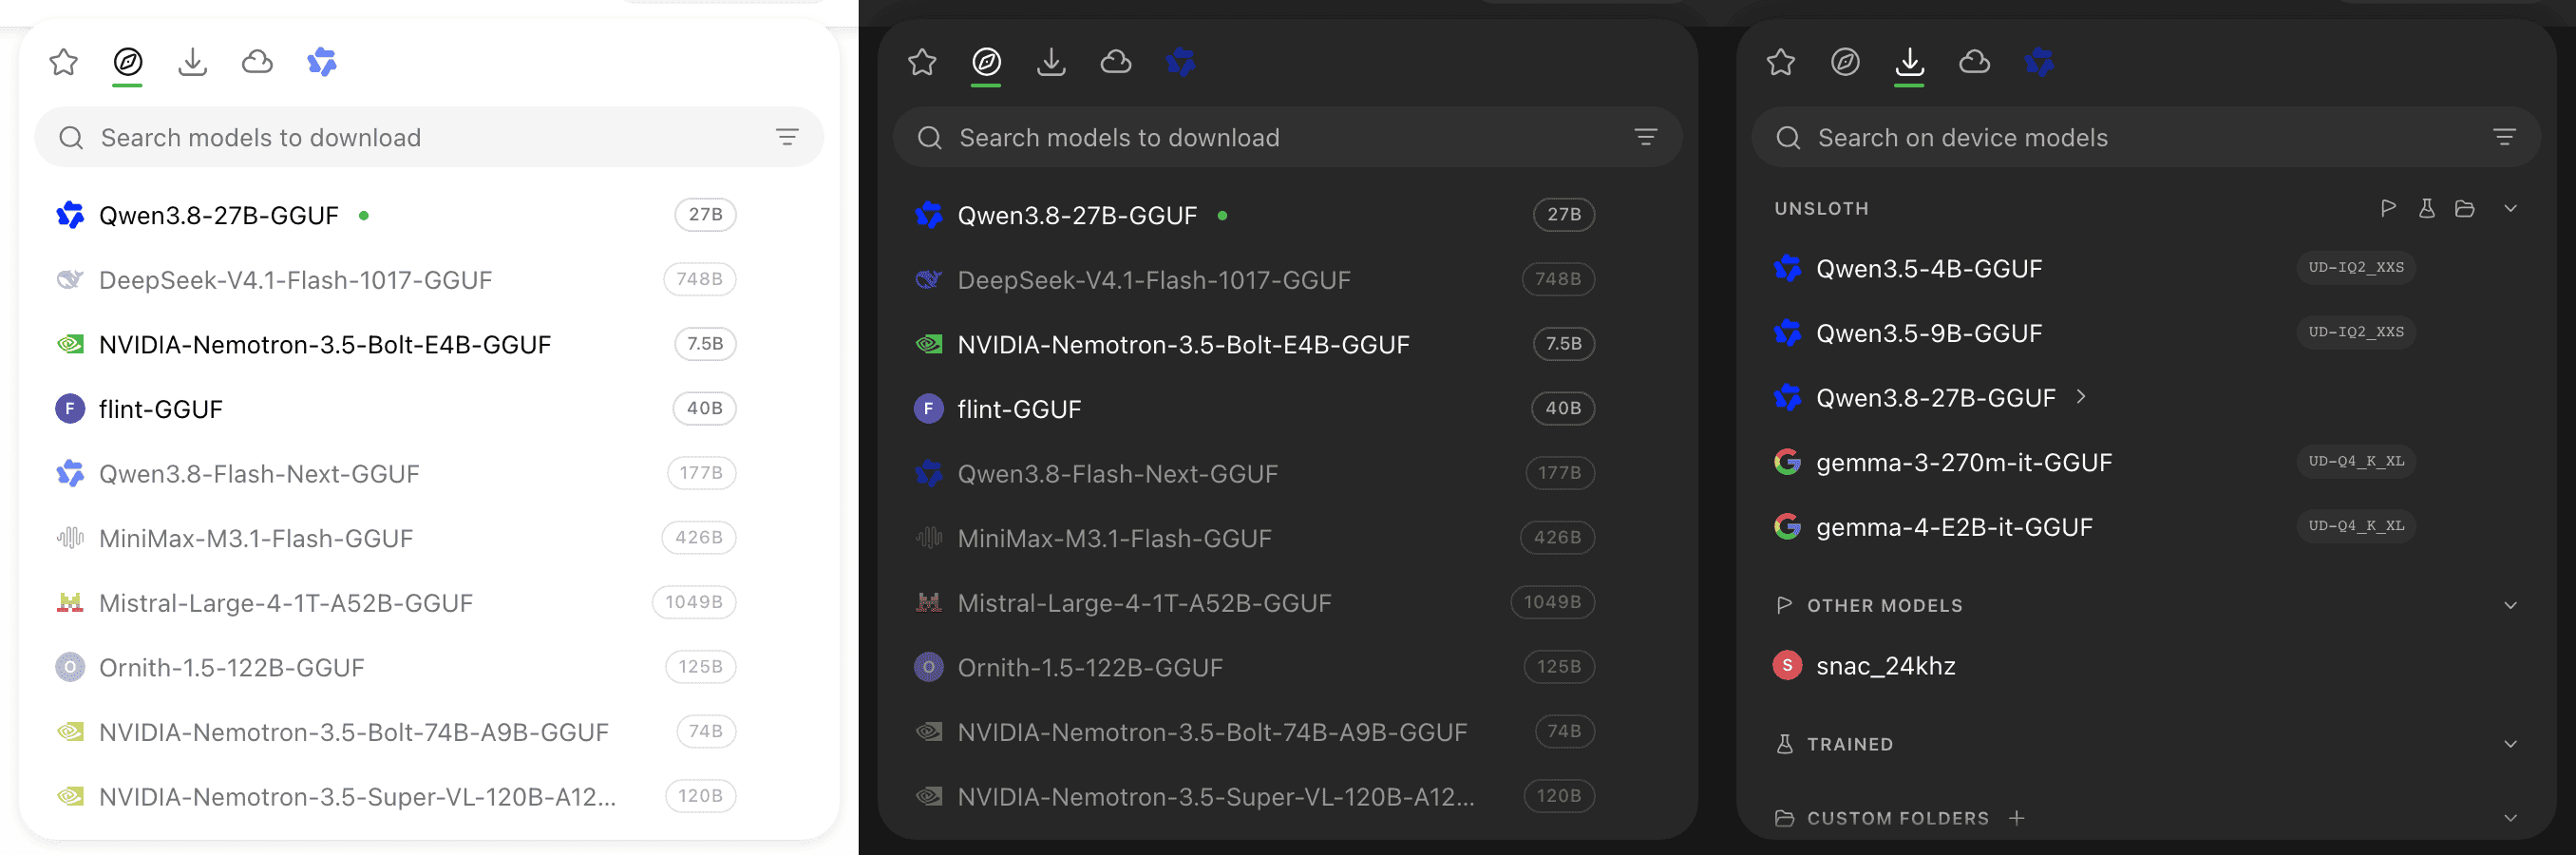 Search models to download
Qwen3.8-27B-GGUF 27B
DeepSeek-V4.1-Flash-1017-GGUF 748B
NVIDIA-Nemotron-3.5-Bolt-E4B-GGUF 7.5B
F flint-GGUF 40B
Qwen3.8-Flash-Next-GGUF 177B
MiniMax-M3.1-Flash-GGUF 426B
Mistral-Large-4-1T-A52B-GGUF 1049B
O Ornith-1.5-122B-GGUF 125B
NVIDIA-Nemotron-3.5-Bolt-74B-A9B-GGUF 74B
NVIDIA-Nemotron-3.5-Super-VL-120B-A12... 120B
Search models to download
Qwen3.8-27B-GGUF 27B
DeepSeek-V4.1-Flash-1017-GGUF 748B
NVIDIA-Nemotron-3.5-Bolt-E4B-GGUF 7.5B
F flint-GGUF 40B
Qwen3.8-Flash-Next-GGUF 177B
MiniMax-M3.1-Flash-GGUF 426B
Mistral-Large-4-1T-A52B-GGUF 1049B
O Ornith-1.5-122B-GGUF 125B
NVIDIA-Nemotron-3.5-Bolt-74B-A9B-GGUF 74B
NVIDIA-Nemotron-3.5-Super-VL-120B-A12... 120B
Search on device models
UNSLOTH
Qwen3.5-4B-GGUF UD-IQ2_XXS
Qwen3.5-9B-GGUF UD-IQ2_XXS
Qwen3.8-27B-GGUF
gemma-3-270m-it-GGUF UD-Q4_K_XL
gemma-4-E2B-it-GGUF UD-Q4_K_XL
OTHER MODELS
S snac_24khz
TRAINED
CUSTOM FOLDERS